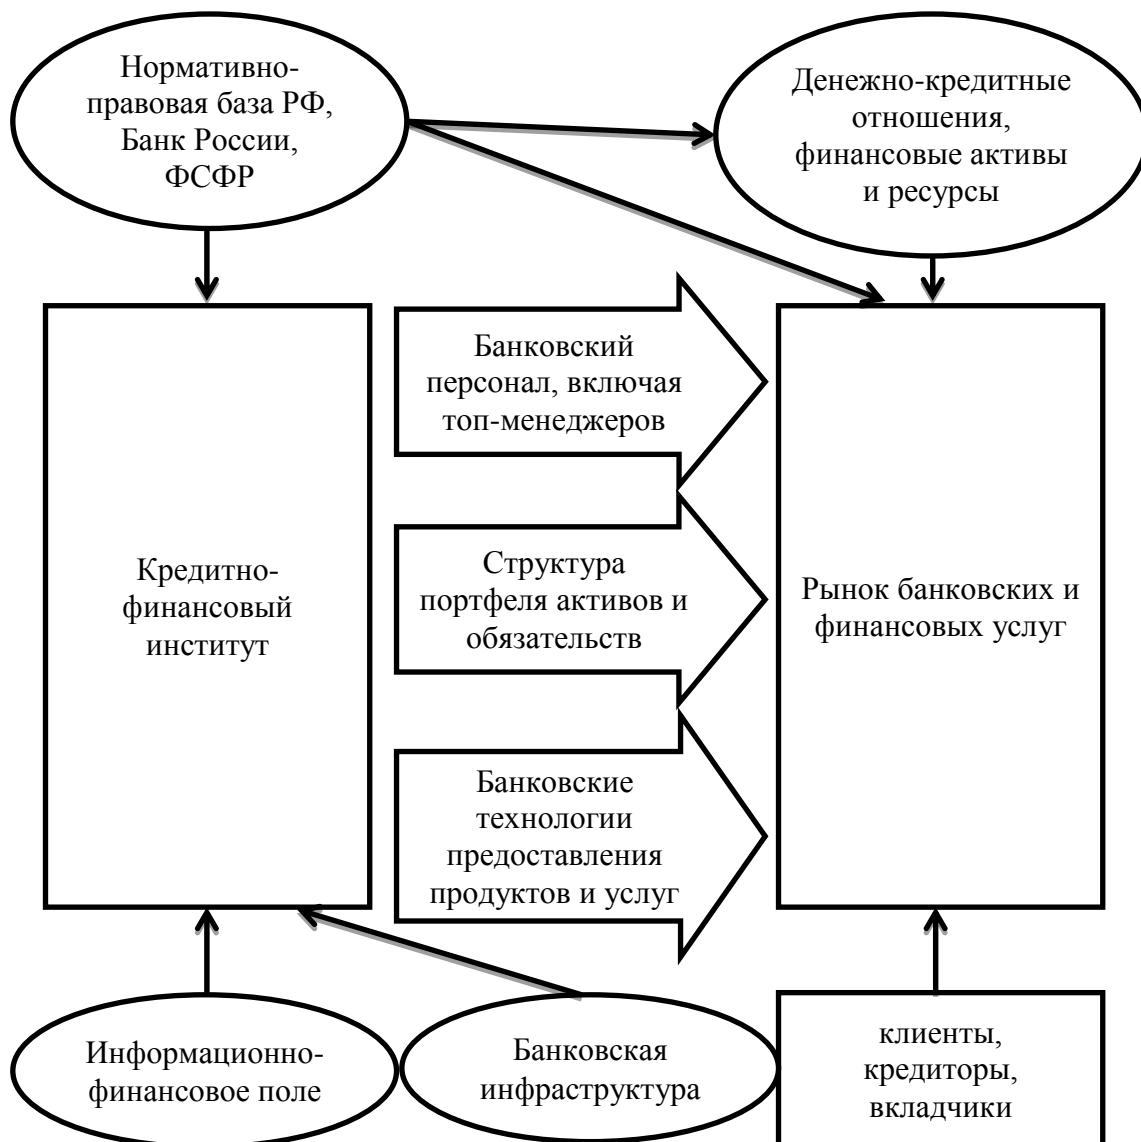 Нормативно-
правовая база РФ,
Банк России,
ФСФР
Денежно-кредитные
отношения,
финансовые активы
и ресурсы
Кредитно-
финансовый
институт
Банковский
персонал, включая
топ-менеджеров
Структура
портфеля активов и
обязательств
Банковские
технологии
предоставления
продуктов и услуг
Рынок банковских и
финансовых услуг
Информационно-
финансовое поле
Банковская
инфраструктура
клиенты,
кредиторы,
вкладчики